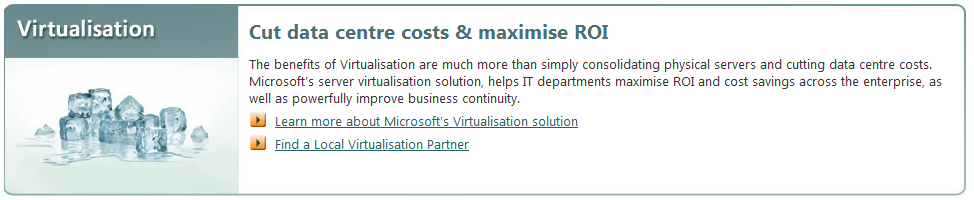 Virtualisation
Cut data centre costs & maximise ROI
The benefits of Virtualisation are much more than simply consolidating physical servers and cutting data centre costs.
Microsoft's server virtualisation solution, helps IT departments maximise ROI and cost savings across the enterprise, as
well as powerfully improve business continuity.
Learn more about Microsoft's Virtualisation solution
Find a Local Virtualisation Partner